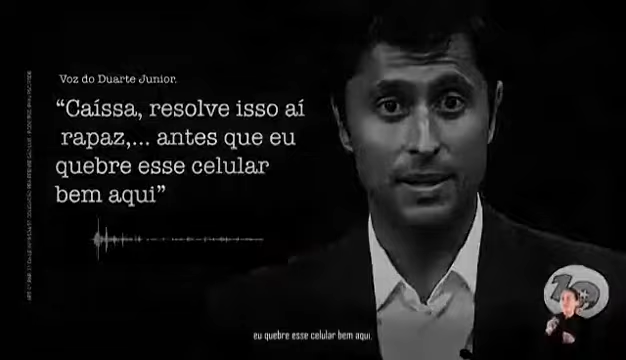 Voz do Duarte Junior.
“Caíssa, resolve isso aí
rapaz,... antes que eu
quebre esse celular
bem aqui”
19
eu quebre esse celular bem aqui.